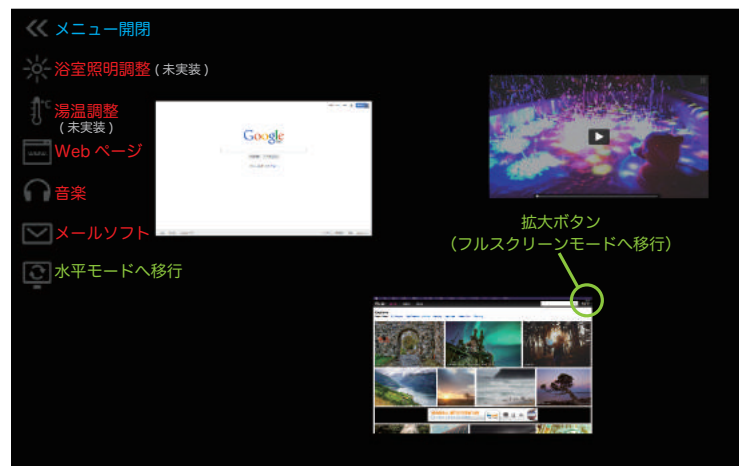 メニュー開閉
浴室照明調整 ( 未実装 )
℃
湯温調整
( 未実装 )
Web ページ
音楽
メールソフト
水平モードへ移行
Google
拡大ボタン
（フルスクリーンモードへ移行）